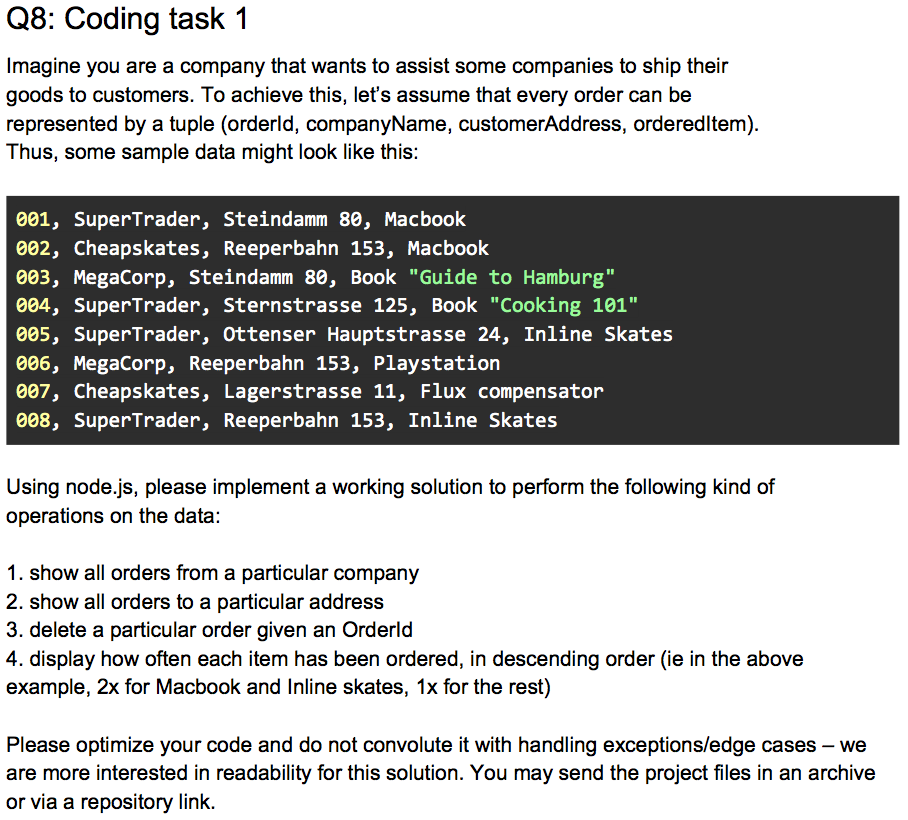 Q8: Coding task 1
Imagine you are a company that wants to assist some companies to ship their
goods to customers. To achieve this, let’s assume that every order can be
represented by a tuple (orderId, companyName, customerAddress, orderedItem).
Thus, some sample data might look like this:
001, SuperTrader, Steindamm 80, Macbook
002, Cheapskates, Reeperbahn 153, Macbook
003, MegaCorp, Steindamm 80, Book "Guide to Hamburg"
004, SuperTrader, Sternstrasse 125, Book "Cooking 101"
005, SuperTrader, Ottenser Hauptstrasse 24, Inline Skates
006, MegaCorp, Reeperbahn 153, Playstation
007, Cheapskates, Lagerstrasse 11, Flux compensator
008, SuperTrader, Reeperbahn 153, Inline Skates
Using node.js, please implement a working solution to perform the following kind of
operations on the data:
1. show all orders from a particular company
2. show all orders to a particular address
3. delete a particular order given an OrderId
4. display how often each item has been ordered, in descending order (ie in the above
example, 2x for Macbook and Inline skates, 1x for the rest)
Please optimize your code and do not convolute it with handling exceptions/edge cases – we
are more interested in readability for this solution. You may send the project files in an archive
or via a repository link.